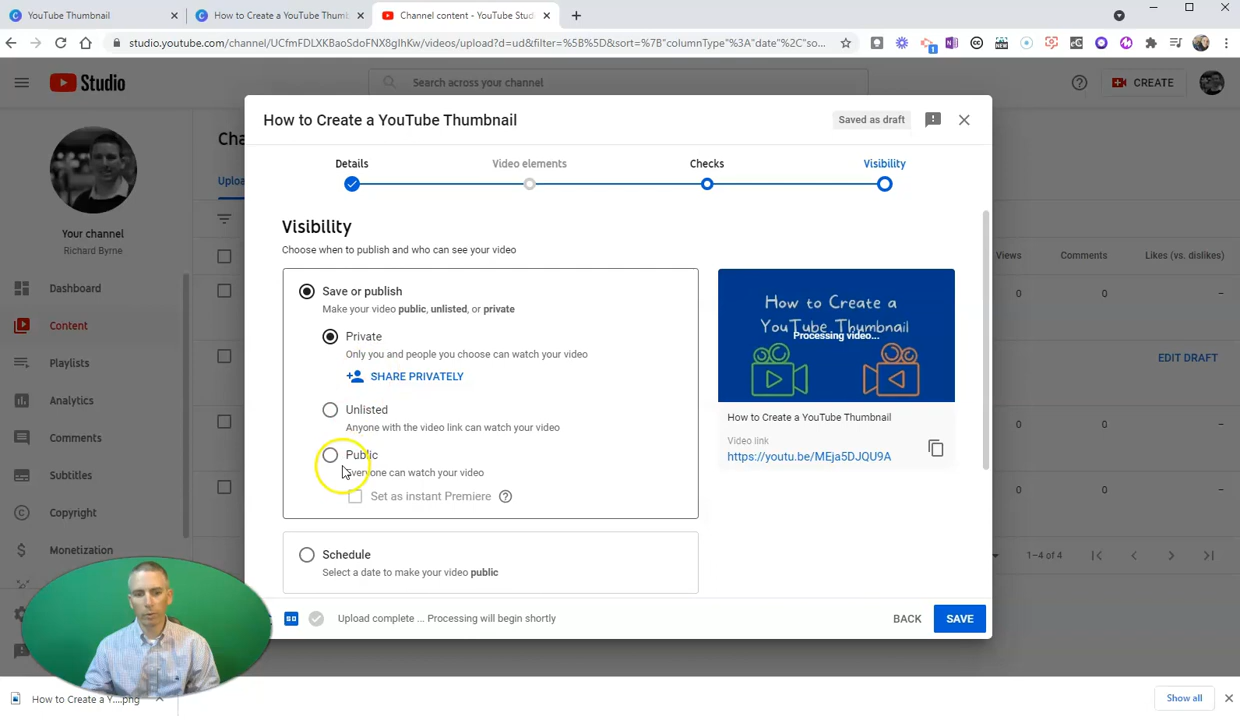 YouTube Thumbnail
How to Create a YouTube Thumbn
Channel content - YouTube Stud
studio.youtube.com/channel/UCfmFDLXKBaoSdoFNX8gIhKw/videos/upload?d=ud&filter=%5B%5D&sort=%7B"columnType"%3A"date"%2C"so...
Studio
Search across your channel
CREATE
How to Create a YouTube Thumbnail
Saved as draft
Details
Video elements
Checks
Visibility
Your channel
Richard Byrne
Dashboard
Content
Playlists
Analytics
Comments
Subtitles
Copyright
Monetization
Cha
Uploa
Visibility
Choose when to publish and who can see your video
Save or publish
Make your video public, unlisted, or private
Private
Only you and people you choose can watch your video
SHARE PRIVATELY
Unlisted
Anyone with the video link can watch your video
Public
Everyone can watch your video
Set as instant Premiere
Schedule
Select a date to make your video public
How to Create a
YouTube Thumbnail
Processing video...
How to Create a YouTube Thumbnail
Video link
https://youtu.be/MEja5DJQU9A
Views
Comments
Likes (vs. dislikes)
0
0
–
0
0
–
EDIT DRAFT
0
0
–
0
0
–
1–4 of 4
SD
Upload complete ... Processing will begin shortly
BACK
SAVE
How to Create a Y....png
Show all